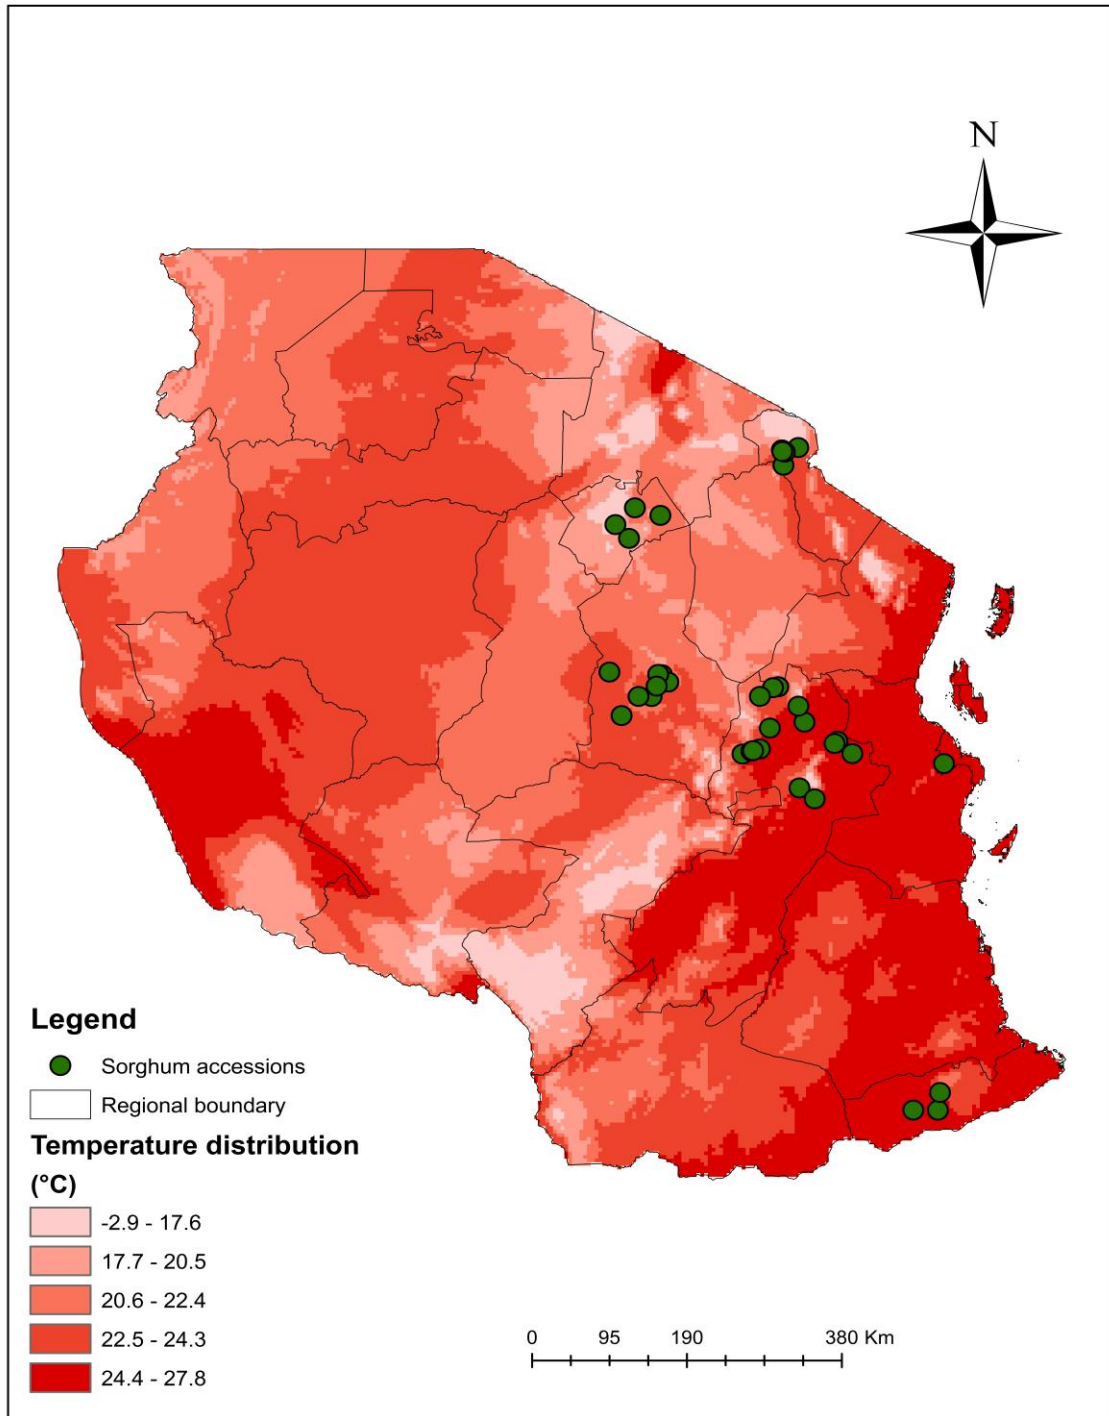 N
Legend
Sorghum accessions
Regional boundary
Temperature distribution
(°C)
-2.9 - 17.6
17.7 - 20.5
20.6 - 22.4
22.5 - 24.3
24.4 - 27.8
0 95 190 380 Km